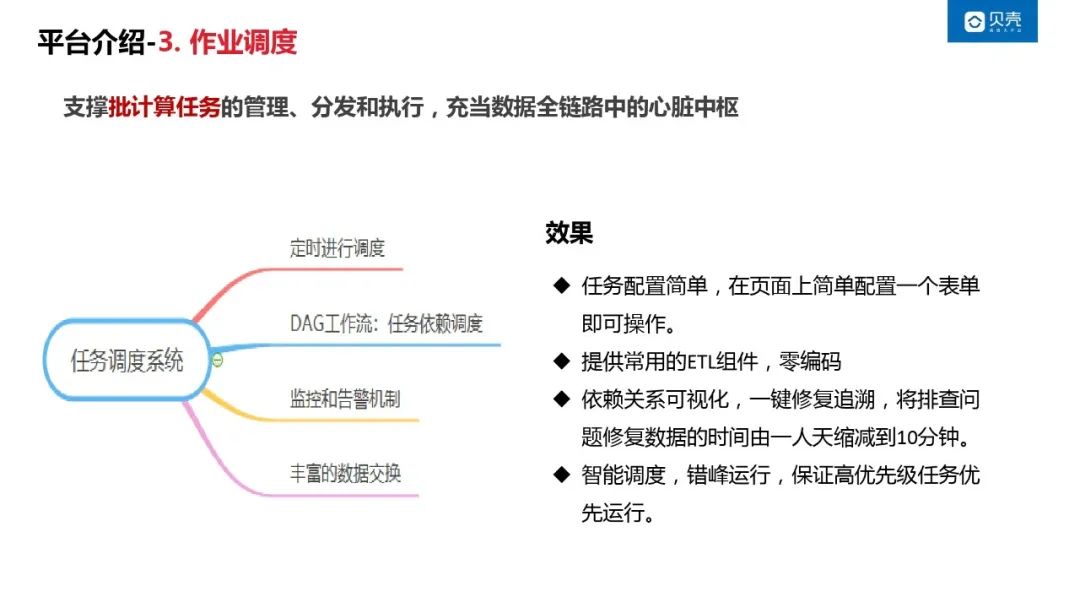 平台介绍-3. 作业调度
贝壳
支撑批计算任务的管理、分发和执行，充当数据全链路中的心脏中枢
任务调度系统
定时进行调度
DAG工作流：任务依赖调度
监控和告警机制
丰富的数据交换
效果
◆ 任务配置简单，在页面上简单配置一个表单
即可操作。
◆ 提供常用的ETL组件，零编码
◆ 依赖关系可视化，一键修复追溯，将排查问
题修复数据的时间由一人天缩减到10分钟。
◆ 智能调度，错峰运行，保证高优先级任务优
先运行。